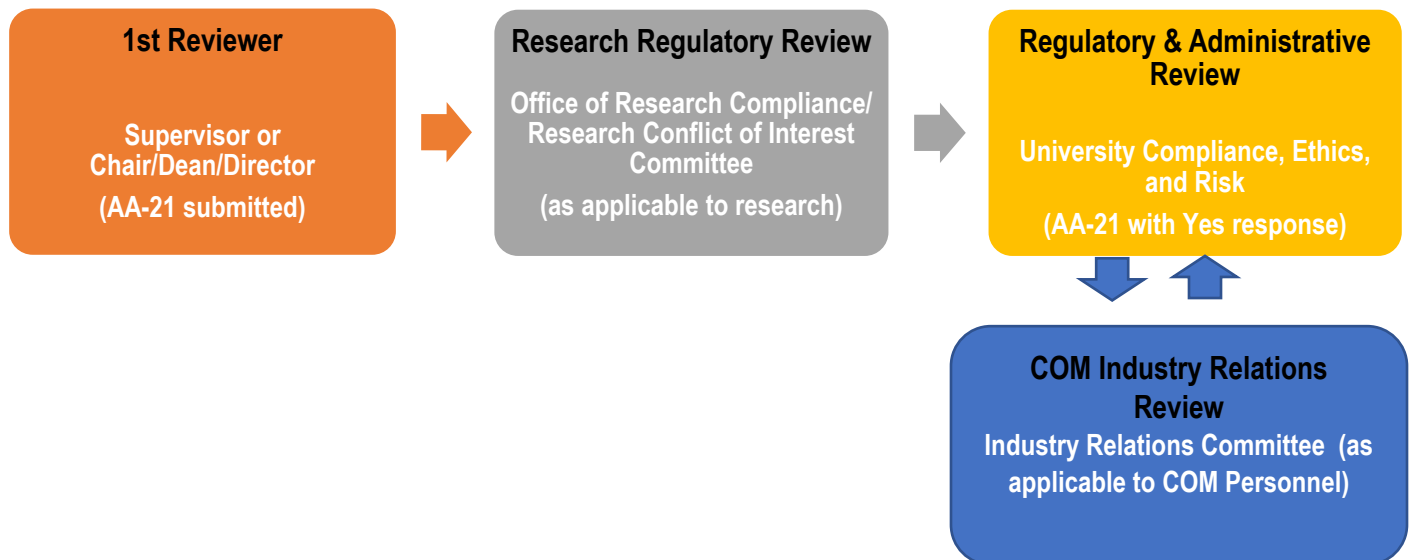 1st Reviewer
Supervisor or
Chair/Dean/Director
(AA-21 submitted)
Research Regulatory Review
Office of Research Compliance/
Research Conflict of Interest
Committee
(as applicable to research)
Regulatory & Administrative
Review
University Compliance, Ethics,
and Risk
(AA-21 with Yes response)
COM Industry Relations
Review
Industry Relations Committee (as
applicable to COM Personnel)